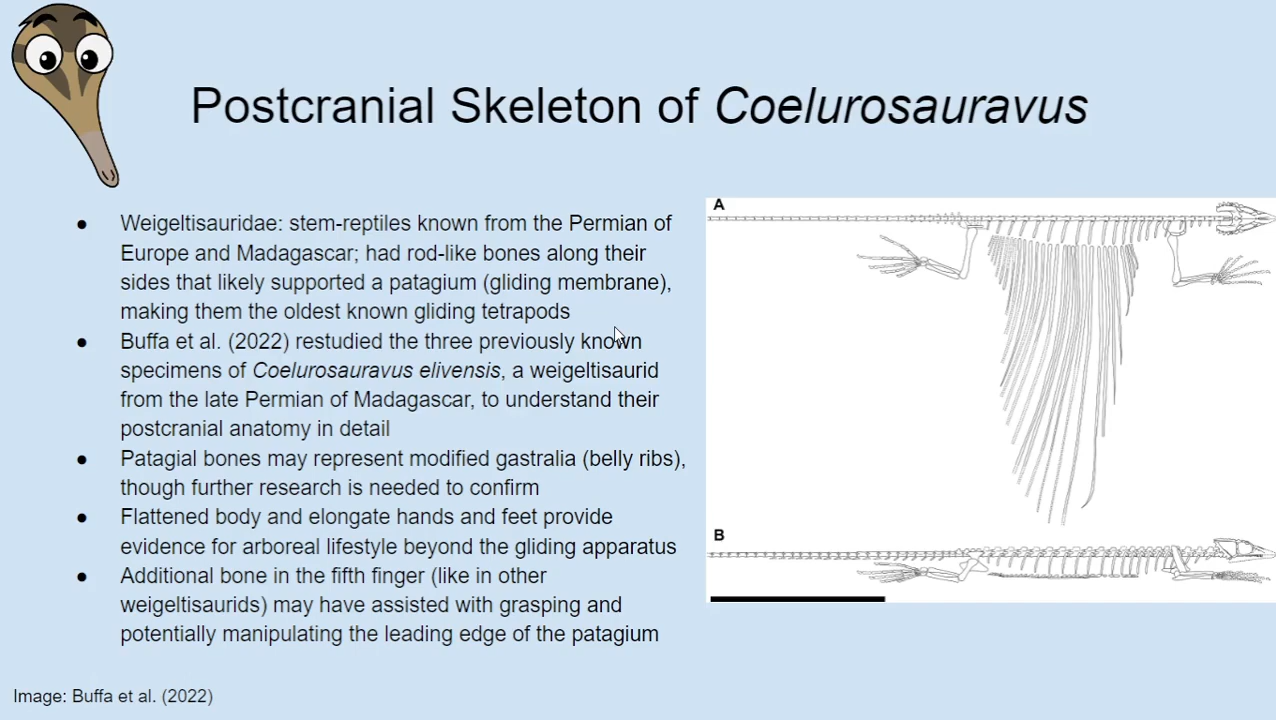 Postcranial Skeleton of Coelurosauravus
● Weigeltisauridae: stem-reptiles known from the Permian of
Europe and Madagascar; had rod-like bones along their
sides that likely supported a patagium (gliding membrane),
making them the oldest known gliding tetrapods
● Buffa et al. (2022) restudied the three previously known
specimens of Coelurosauravus elivensis, a weigeltisaurid
from the late Permian of Madagascar, to understand their
postcranial anatomy in detail
● Patagial bones may represent modified gastralia (belly ribs),
though further research is needed to confirm
● Flattened body and elongate hands and feet provide
evidence for arboreal lifestyle beyond the gliding apparatus
● Additional bone in the fifth finger (like in other
weigeltisaurids) may have assisted with grasping and
potentially manipulating the leading edge of the patagium
A
B
Image: Buffa et al. (2022)